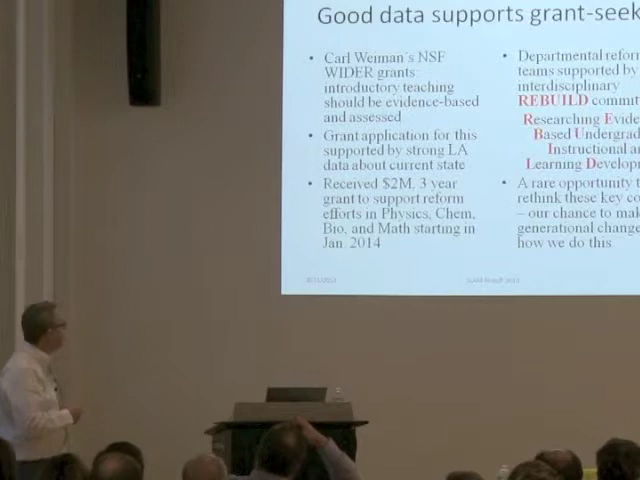 Good data supports grant-seek
• Carl Weiman's NSF
WIDER grants:
introductory teaching
should be evidence-based
and assessed
• Grant application for this
supported by strong LA
data about current state
• Received $2M, 3 year
grant to support reform
efforts in Physics, Chem,
Bio, and Math starting in
Jan. 2014
• Departmental reform
teams supported by
interdisciplinary
REBUILD commit
Researching Evide
Based Undergrad
Instructional an
Learning Develop
• A rare opportunity t
rethink these key co
– our chance to mak
generational change
how we do this